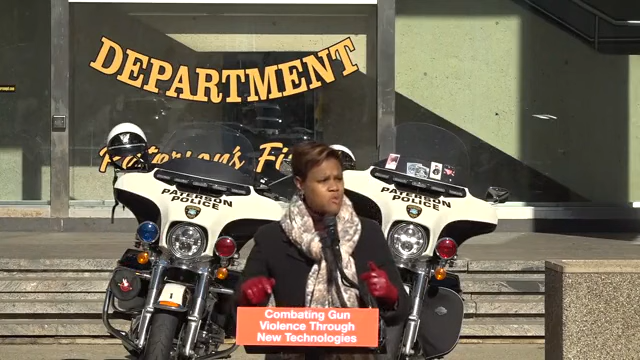 DEPARTMENT
Paterson's Fi
PATERSON
POLICE
PATERSON
POLICE
Combating Gun
Violence Through
New Technologies